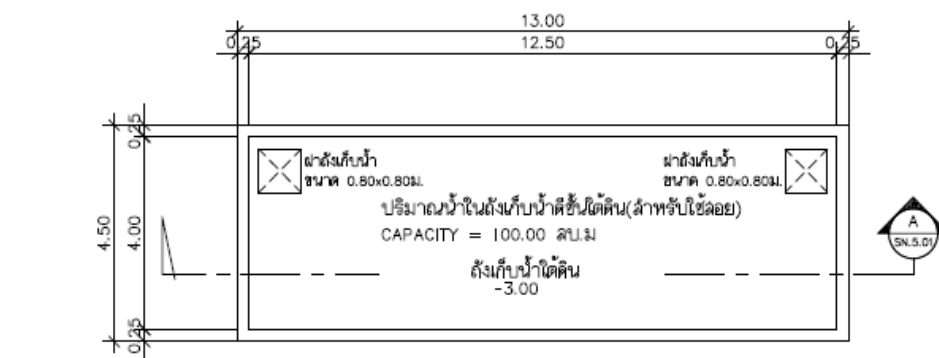 13.00
0.25 12.50 0.25
0.25
ฝาถังเก็บน้ำ
ขนาด 0.80x0.80ม.
ฝาถังเก็บน้ำ
ขนาด 0.80x0.80ม.
ปริมาณน้ำในถังเก็บน้ำดีชั้นใต้ดิน(สำหรับใช้สอย)
4.50
4.00
CAPACITY = 100.00 ลบ.ม
A
SN.5.01
ถังเก็บน้ำใต้ดิน
-3.00
0.25